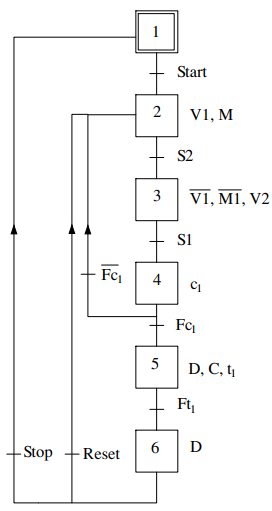 1
Start
2 V1, M
S2
3 V̅1̅, M̅1̅, V2
S1
4 c₁
F̅c̅₁
Fc₁
5 D, C, t₁
Ft₁
6 D
Stop
Reset